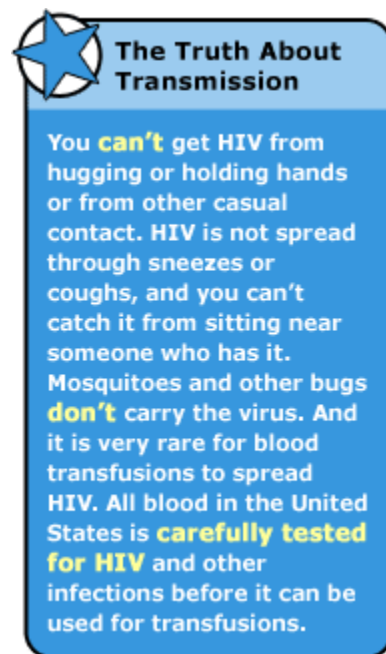 The Truth About
Transmission
You can't get HIV from
hugging or holding hands
or from other casual
contact. HIV is not spread
through sneezes or
coughs, and you can't
catch it from sitting near
someone who has it.
Mosquitoes and other bugs
don't carry the virus. And
it is very rare for blood
transfusions to spread
HIV. All blood in the United
States is carefully tested
for HIV and other
infections before it can be
used for transfusions.